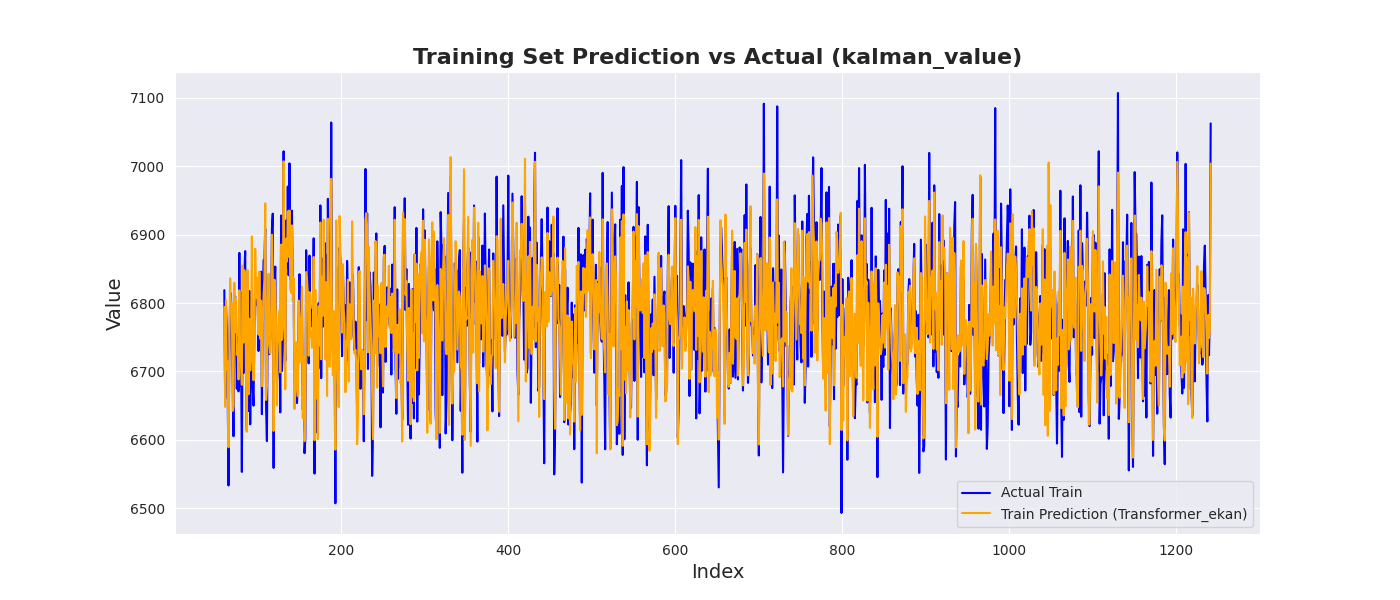 Training Set Prediction vs Actual (kalman_value)
7100
7000
6900
6800
6700
6600
6500
Value
200
400
600
800
1000
1200
Index
Actual Train
Train Prediction (Transformer_ekan)